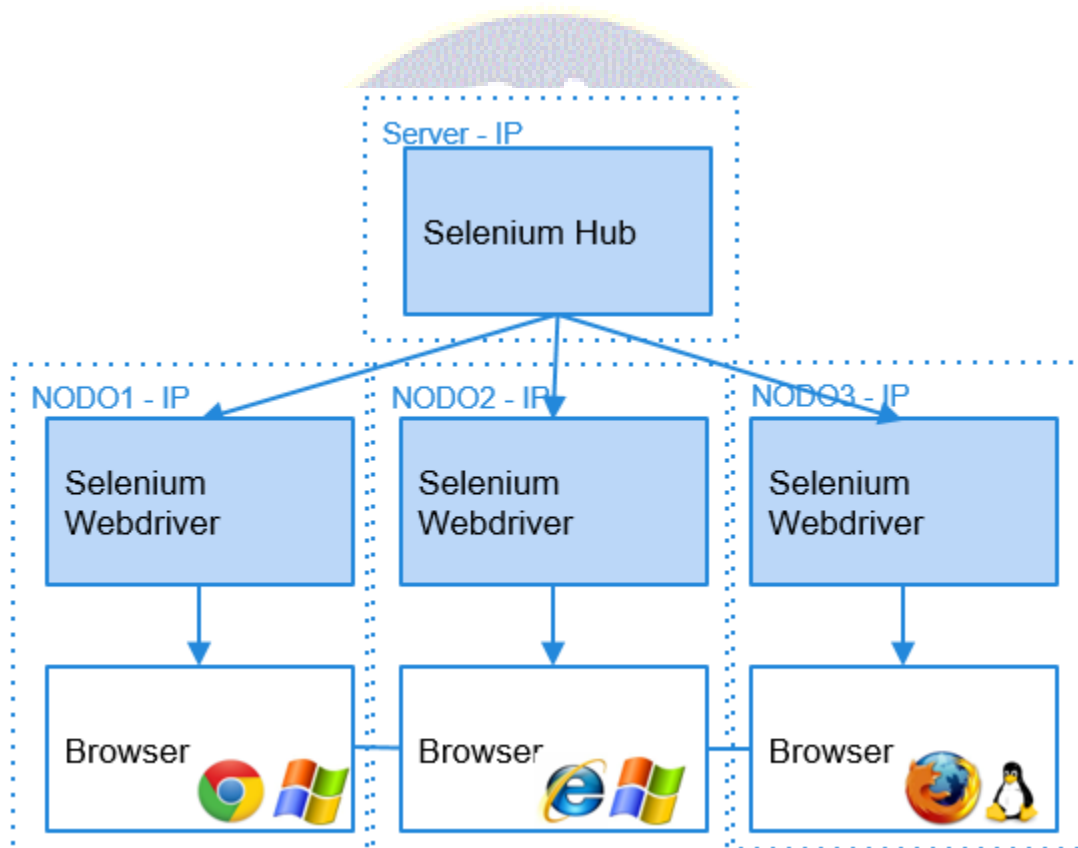 Server - IP
Selenium Hub
NODO1 - IP
NODO2 - IP
NODO3 - IP
Selenium
Webdriver
Selenium
Webdriver
Selenium
Webdriver
Browser
Browser
Browser